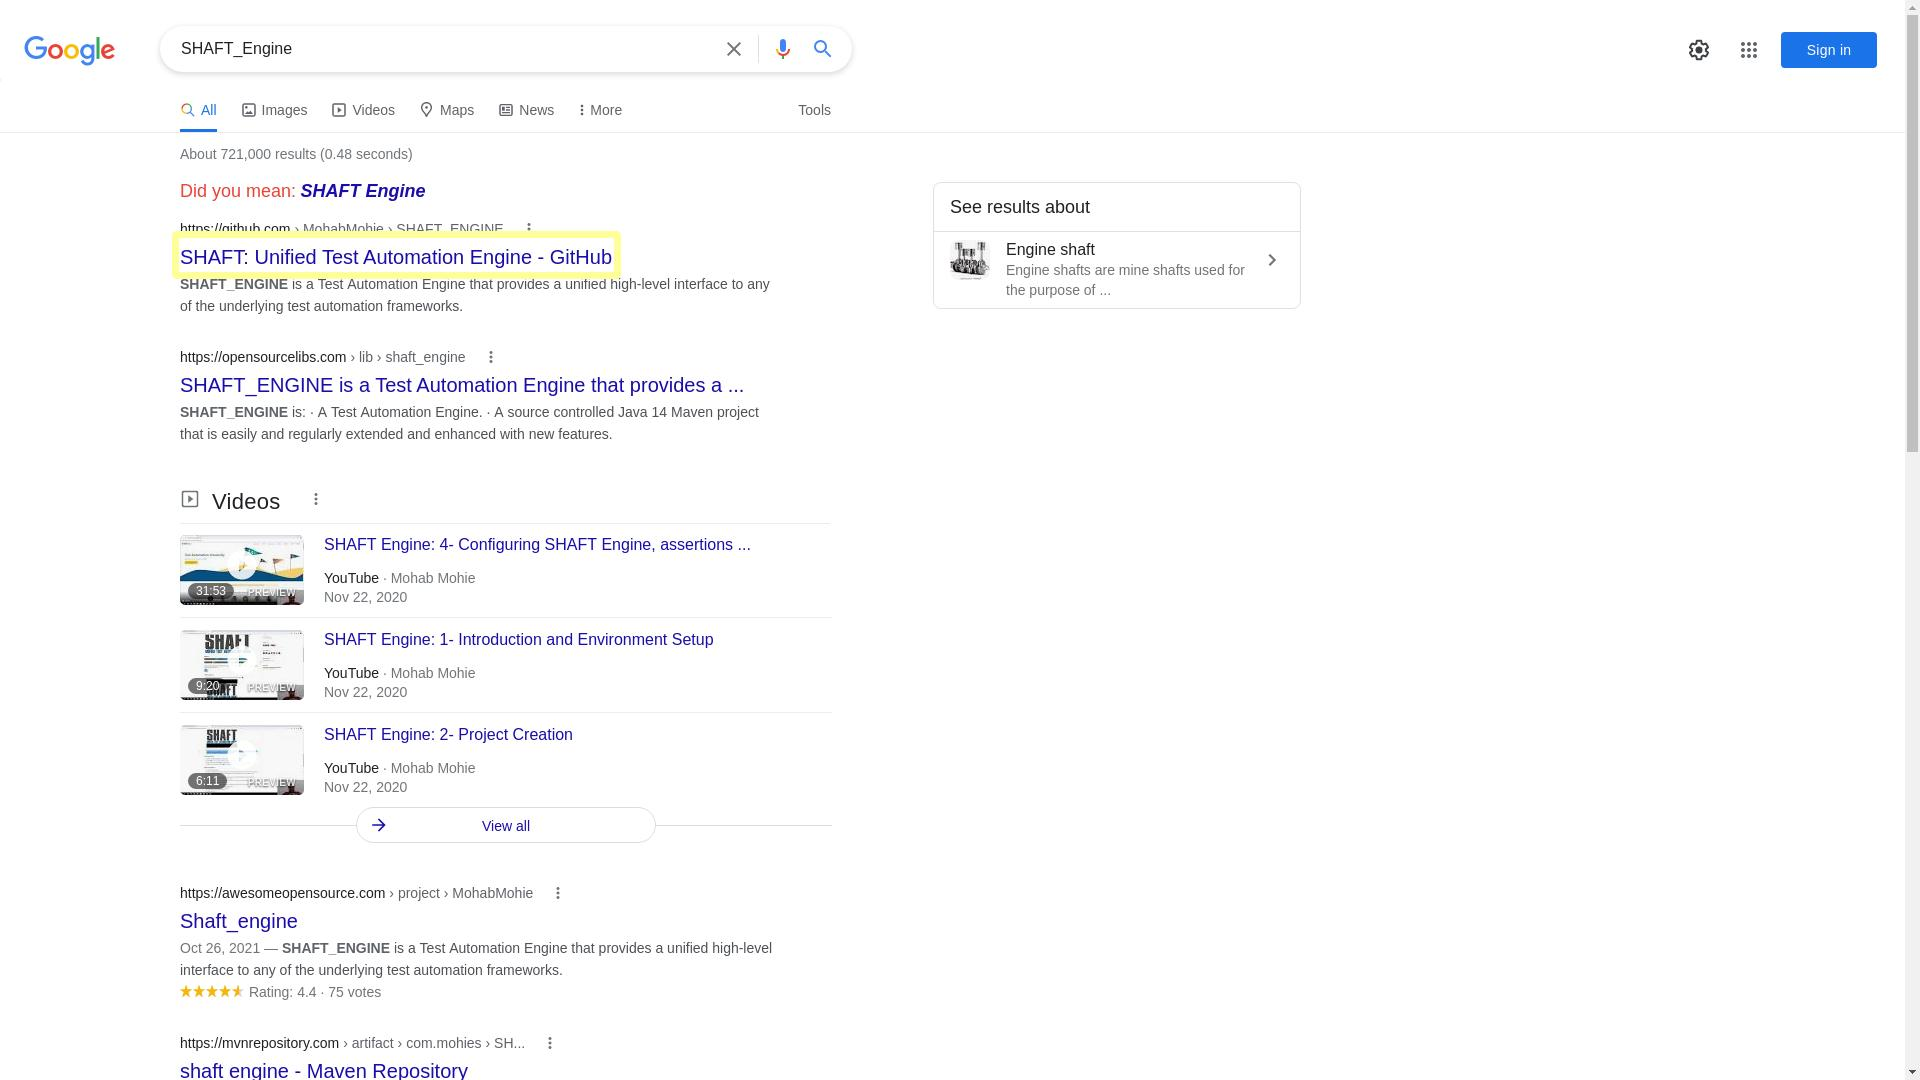 Google
SHAFT_Engine
Sign in
All
Images
Videos
Maps
News
More
Tools
About 721,000 results (0.48 seconds)
Did you mean: SHAFT Engine
https://github.com › MohabMohie › SHAFT_ENGINE
SHAFT: Unified Test Automation Engine - GitHub
SHAFT_ENGINE is a Test Automation Engine that provides a unified high-level interface to any
of the underlying test automation frameworks.
See results about
Engine shaft
Engine shafts are mine shafts used for
the purpose of ...
https://opensourcelibs.com › lib › shaft_engine
SHAFT_ENGINE is a Test Automation Engine that provides a ...
SHAFT_ENGINE is: · A Test Automation Engine. · A source controlled Java 14 Maven project
that is easily and regularly extended and enhanced with new features.
Videos
31:53
PREVIEW
SHAFT Engine: 4- Configuring SHAFT Engine, assertions ...
YouTube · Mohab Mohie
Nov 22, 2020
SHAFT
9:20
PREVIEW
SHAFT
SHAFT Engine: 1- Introduction and Environment Setup
YouTube · Mohab Mohie
Nov 22, 2020
SHAFT
6:11
PREVIEW
SHAFT Engine: 2- Project Creation
YouTube · Mohab Mohie
Nov 22, 2020
View all
https://awesomeopensource.com › project › MohabMohie
Shaft_engine
Oct 26, 2021 — SHAFT_ENGINE is a Test Automation Engine that provides a unified high-level
interface to any of the underlying test automation frameworks.
Rating: 4.4 · 75 votes
https://mvnrepository.com › artifact › com.mohies › SH...
shaft engine - Maven Repository